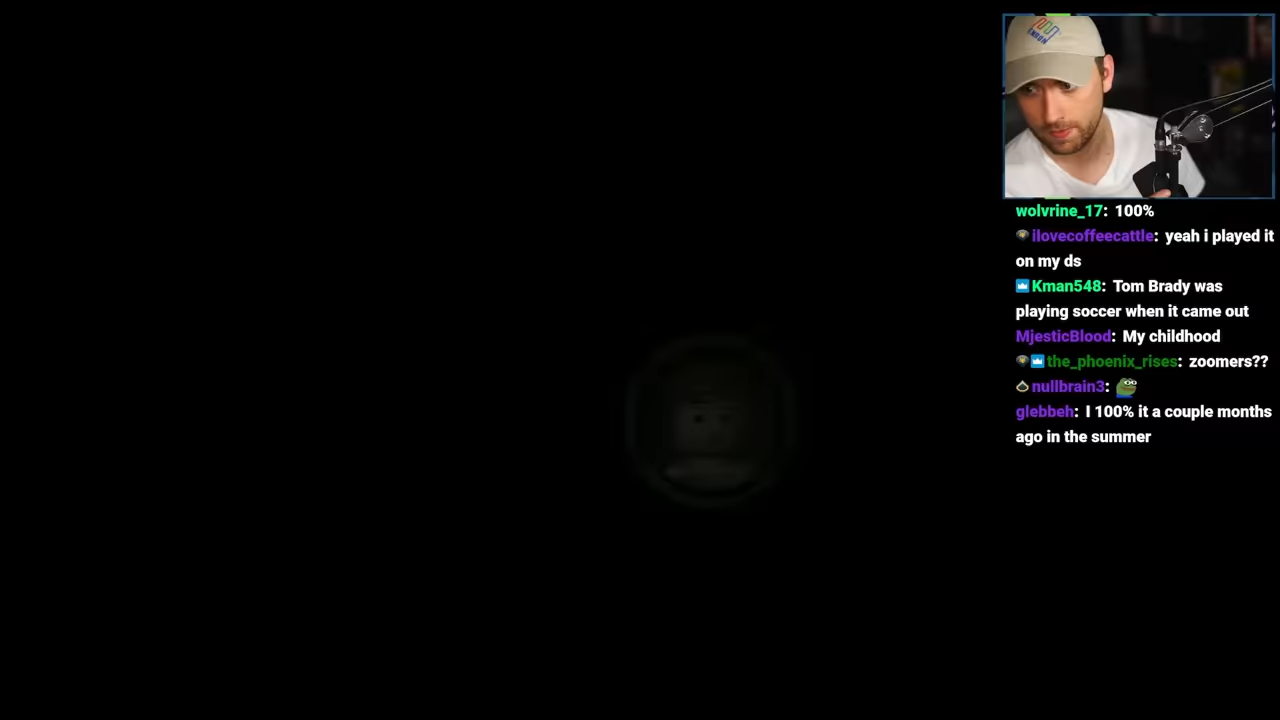 ENRON
wolvrine_17: 100%
ilovecoffeecattle: yeah i played it
on my ds
Kman548: Tom Brady was
playing soccer when it came out
MjesticBlood: My childhood
the_phoenix_rises: zoomers??
nullbrain3:
glebbeh: I 100% it a couple months
ago in the summer